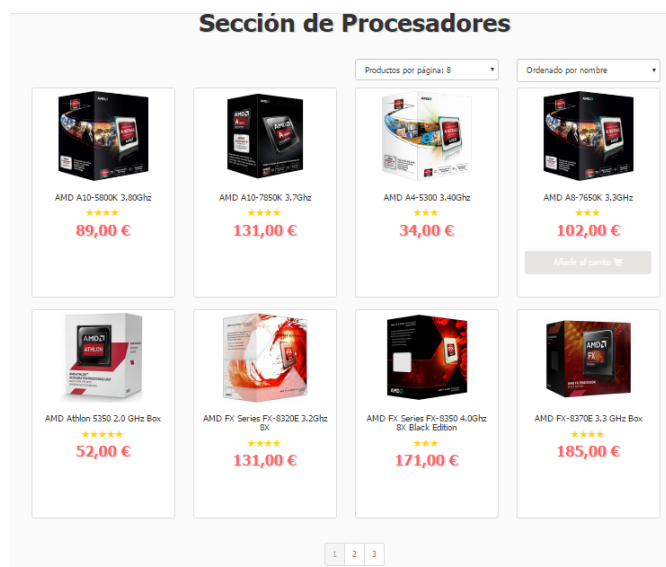 Sección de Procesadores
Productos por página: 8
Ordenado por nombre
AMD A10-5800K 3.80Ghz
89,00 €
AMD A10-7850K 3.7Ghz
131,00 €
AMD A4-5300 3.40Ghz
34,00 €
AMD A8-7650K 3.3GHz
102,00 €
Añadir al carrito
AMD Athlon 5350 2.0 GHz Box
52,00 €
AMD FX Series FX-8320E 3.2Ghz
8X
131,00 €
AMD FX Series FX-8350 4.0Ghz
8X Black Edition
171,00 €
AMD FX-8370E 3.3 GHz Box
185,00 €
1 2 3